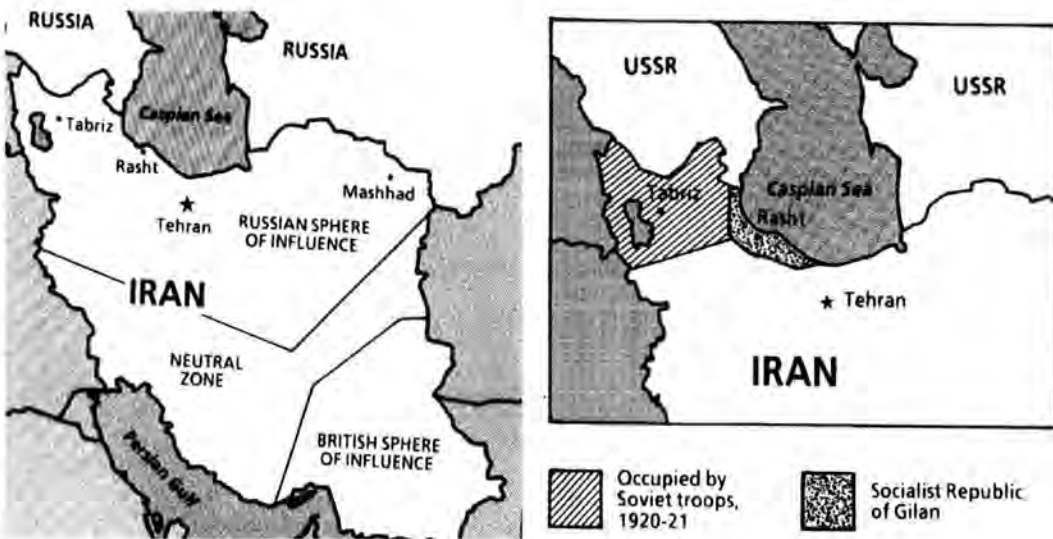 RUSSIA
RUSSIA
Caspian Sea
Tabriz
Rasht
Mashhad
Tehran
RUSSIAN SPHERE
OF INFLUENCE
IRAN
NEUTRAL
ZONE
BRITISH SPHERE
OF INFLUENCE
Persian Gulf
USSR
USSR
Tabriz
Caspian Sea
Rasht
Tehran
IRAN
Occupied by
Soviet troops,
1920-21
Socialist Republic
of Gilan